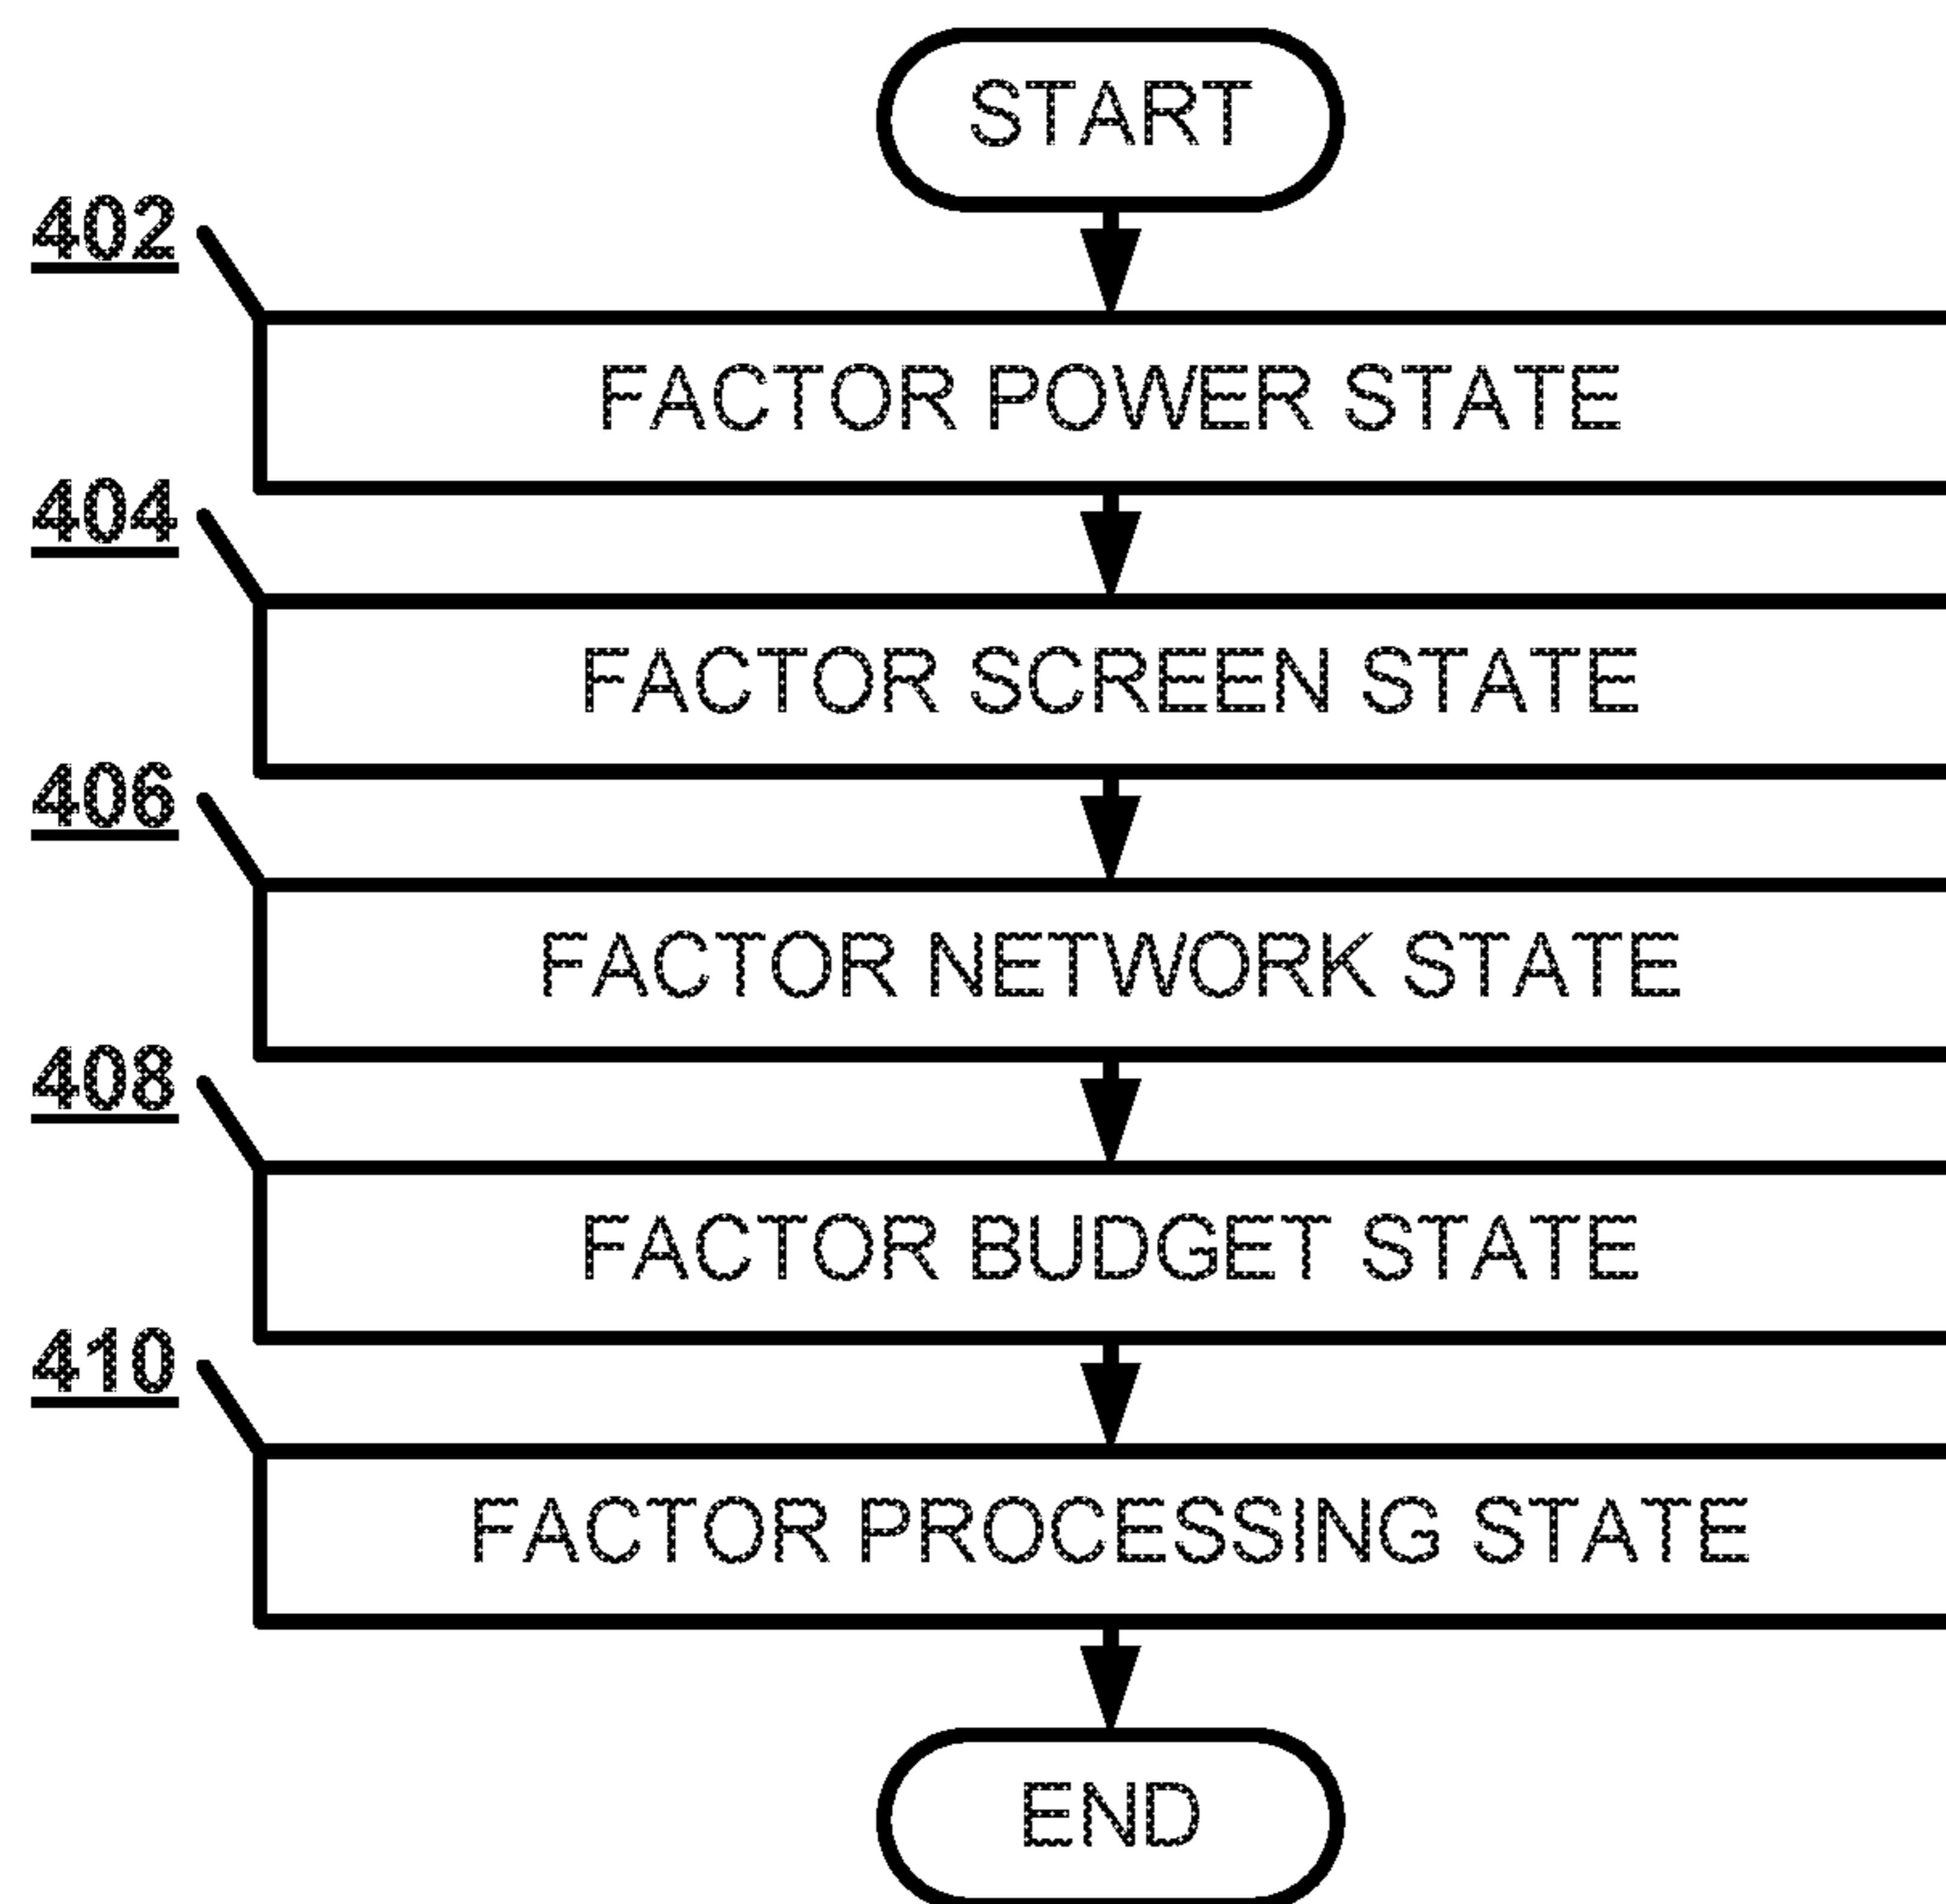 START
402
FACTOR POWER STATE
404
FACTOR SCREEN STATE
406
FACTOR NETWORK STATE
408
FACTOR BUDGET STATE
410
FACTOR PROCESSING STATE
END